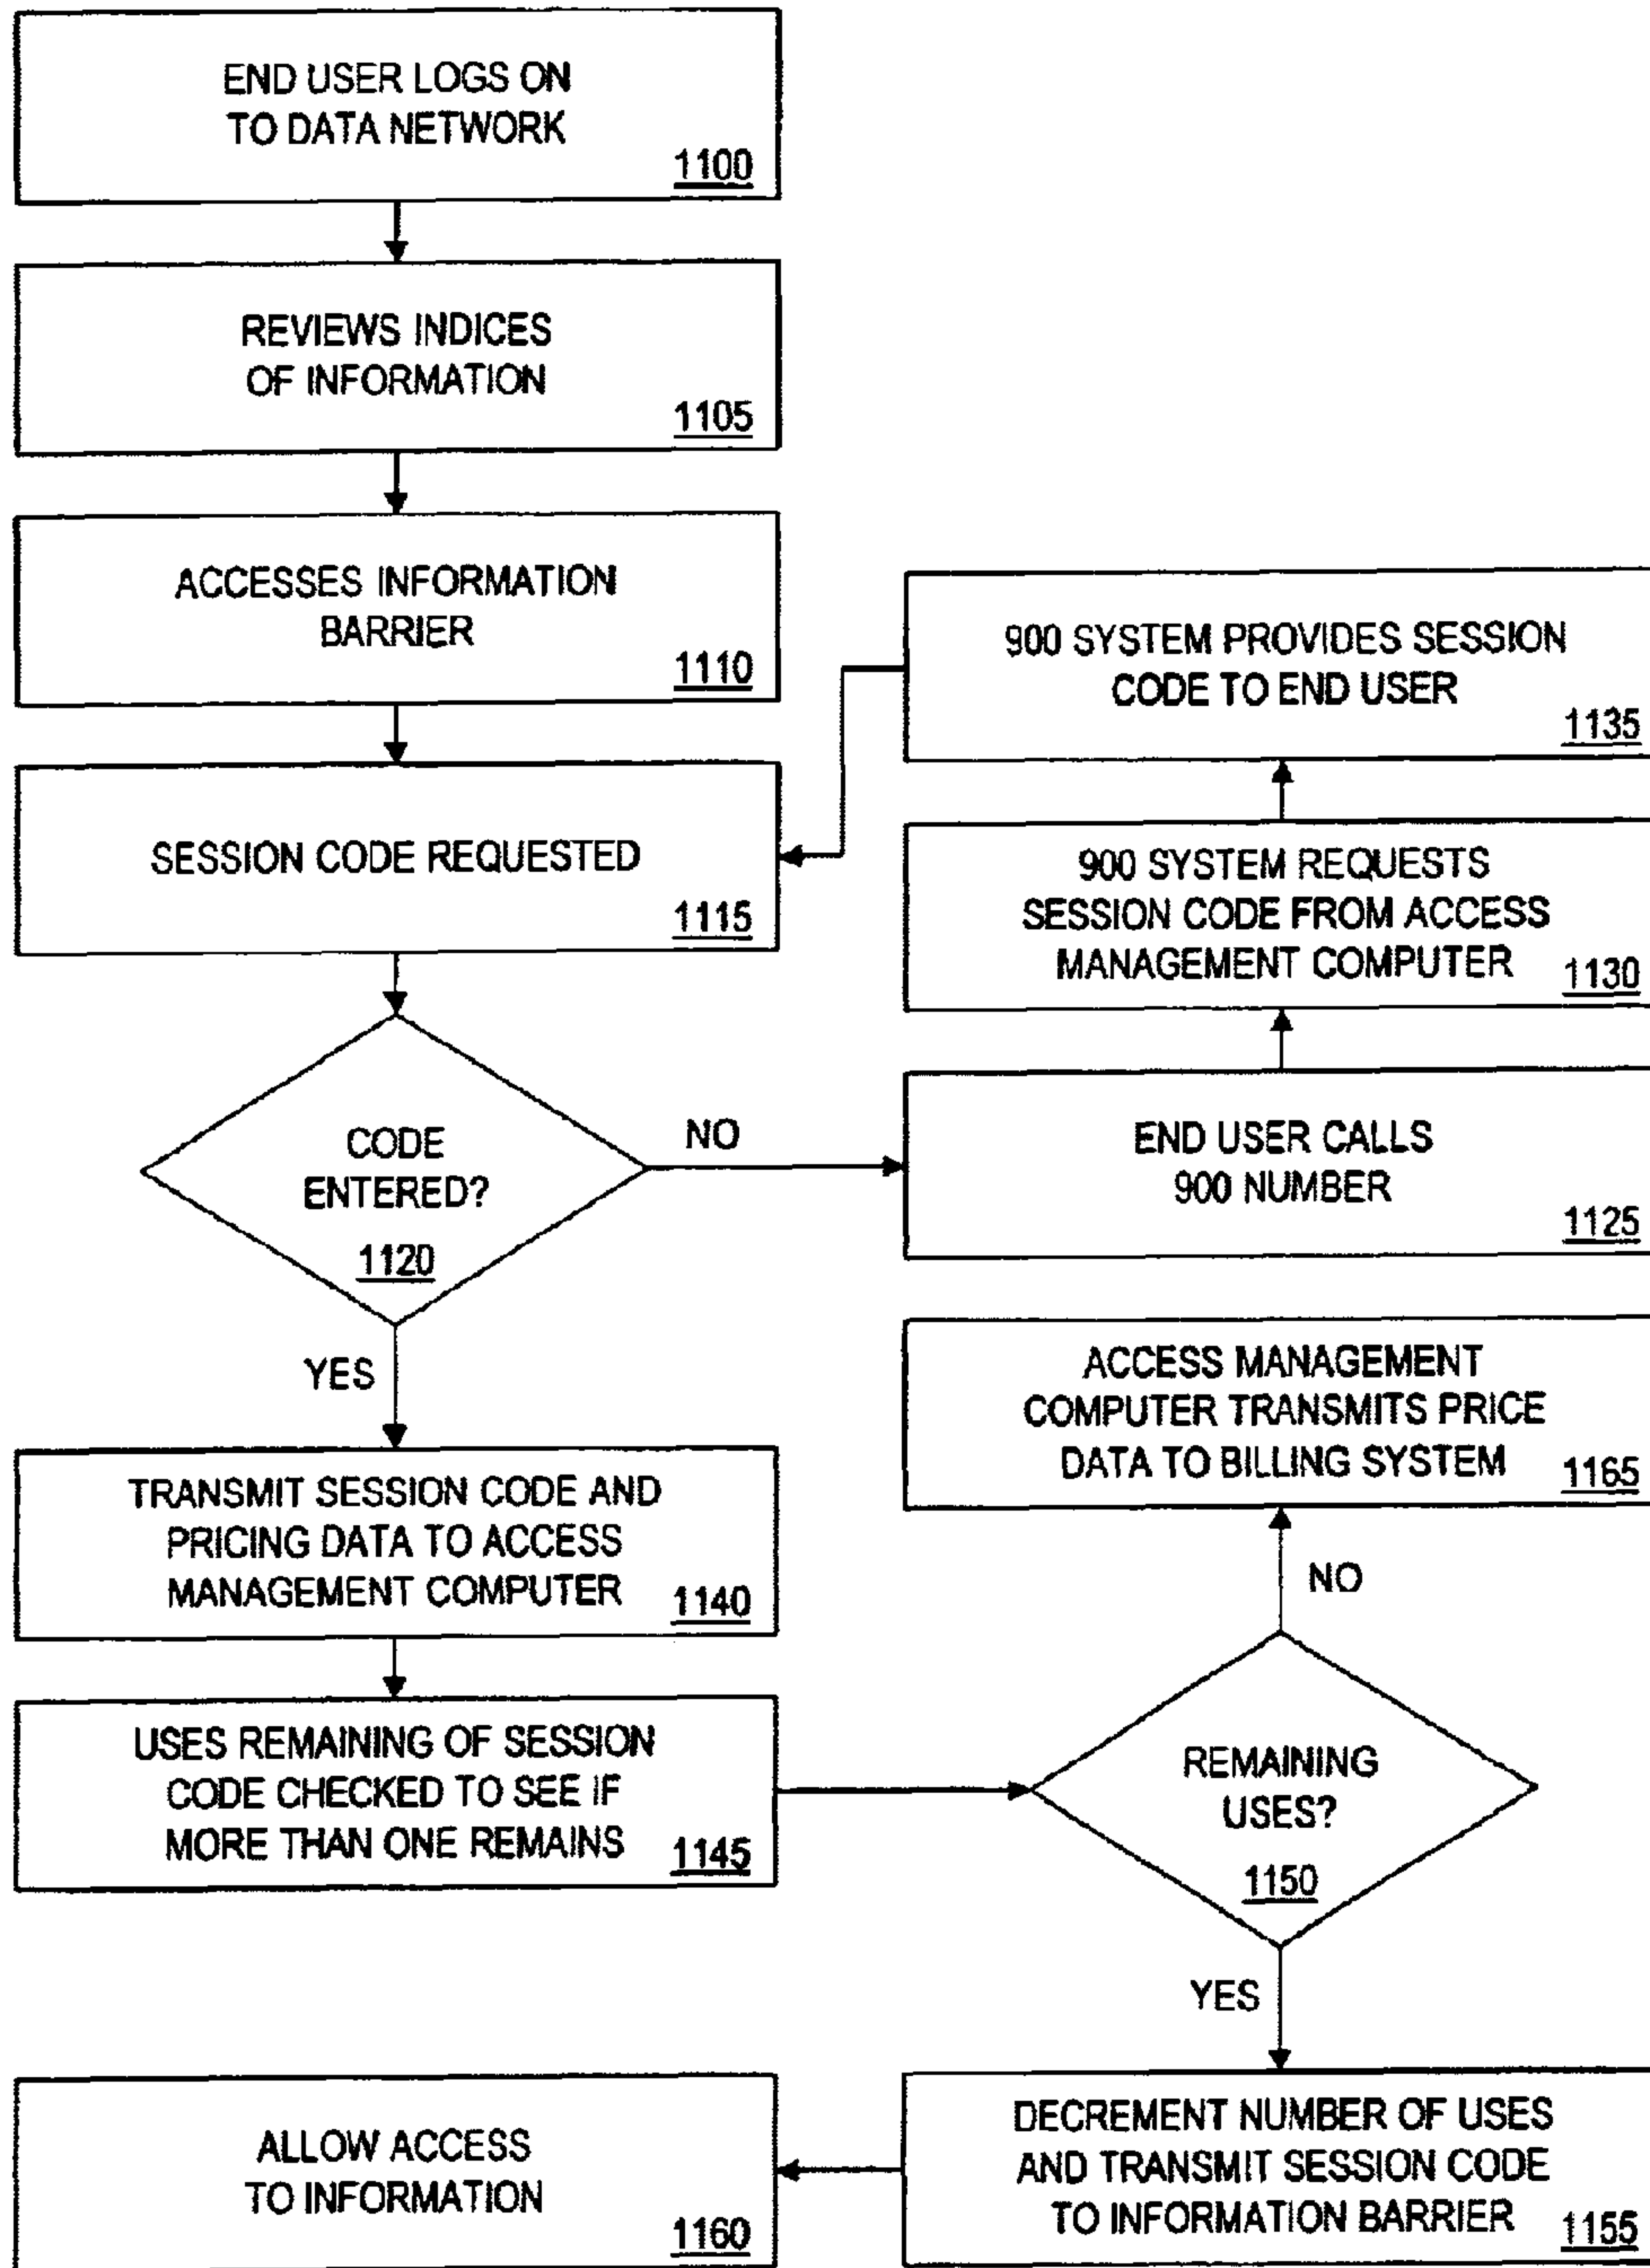 END USER LOGS ON
TO DATA NETWORK
1100
REVIEWS INDICES
OF INFORMATION
1105
ACCESSES INFORMATION
BARRIER
1110
SESSION CODE REQUESTED
1115
CODE
ENTERED?
1120
NO
YES
END USER CALLS
900 NUMBER
1125
900 SYSTEM REQUESTS
SESSION CODE FROM ACCESS
MANAGEMENT COMPUTER
1130
900 SYSTEM PROVIDES SESSION
CODE TO END USER
1135
TRANSMIT SESSION CODE AND
PRICING DATA TO ACCESS
MANAGEMENT COMPUTER
1140
USES REMAINING OF SESSION
CODE CHECKED TO SEE IF
MORE THAN ONE REMAINS
1145
REMAINING
USES?
1150
NO
ACCESS MANAGEMENT
COMPUTER TRANSMITS PRICE
DATA TO BILLING SYSTEM
1165
YES
DECREMENT NUMBER OF USES
AND TRANSMIT SESSION CODE
TO INFORMATION BARRIER
1155
ALLOW ACCESS
TO INFORMATION
1160